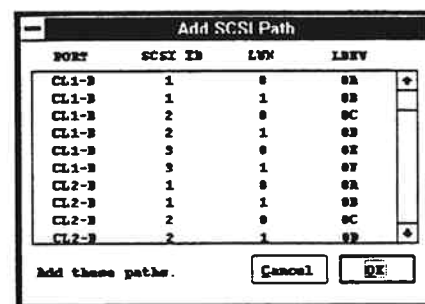 Add SCSI Path
PORT SCSI ID LUN LDEV
CL1-B 1 0 0A
CL1-B 1 1 0B
CL1-B 2 0 0C
CL1-B 2 1 0D
CL1-B 3 0 0E
CL1-B 3 1 0F
CL2-B 1 0 0A
CL2-B 1 1 0B
CL2-B 2 0 0C
CL2-B 2 1 0D
Add these paths. Cancel OK